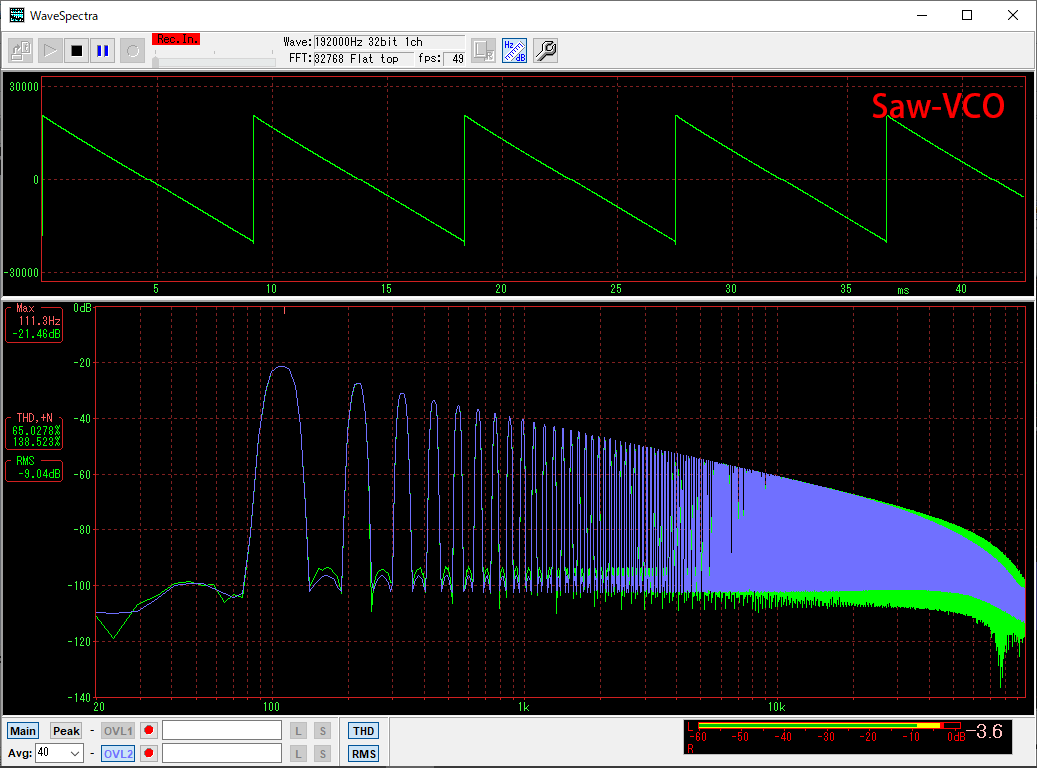 WaveSpectra
Rec.In.
Wave:192000Hz 32bit 1ch
FFT:32768 Flat top fps: 49
Hz
dB
30000
Saw-VCO
0
-30000
5 10 15 20 25 30 35 ms 40
Max
111.3Hz
-21.46dB
THD,+N
65.0278%
138.523%
RMS
-9.04dB
0dB
-20
-40
-60
-80
-100
-120
-140
20 100 1k 10k
Main Peak - OVL1 L S THD
Avg: 40 - OVL2 L S RMS
L
-60 -50 -40 -30 -20 -10 0dB
R
-3.6